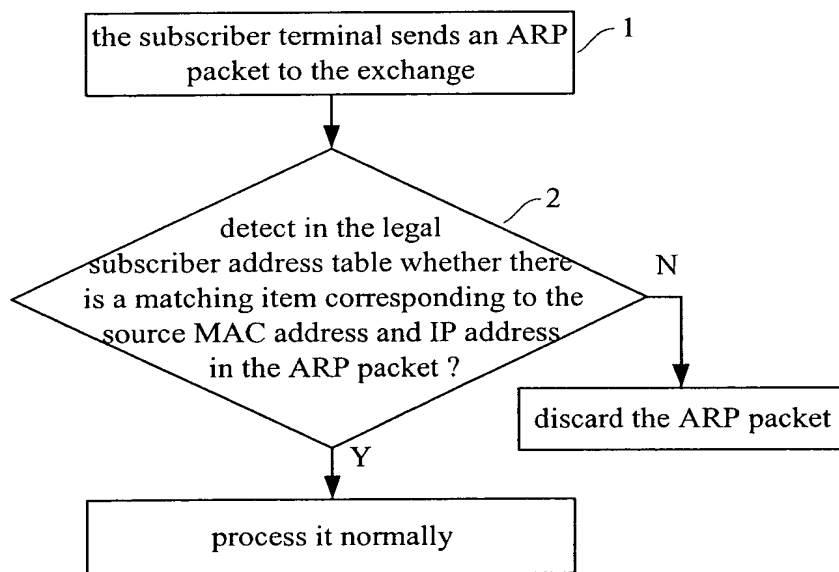 the subscriber terminal sends an ARP
packet to the exchange
1
2
detect in the legal
subscriber address table whether there
is a matching item corresponding to the
source MAC address and IP address
in the ARP packet ?
N
discard the ARP packet
Y
process it normally